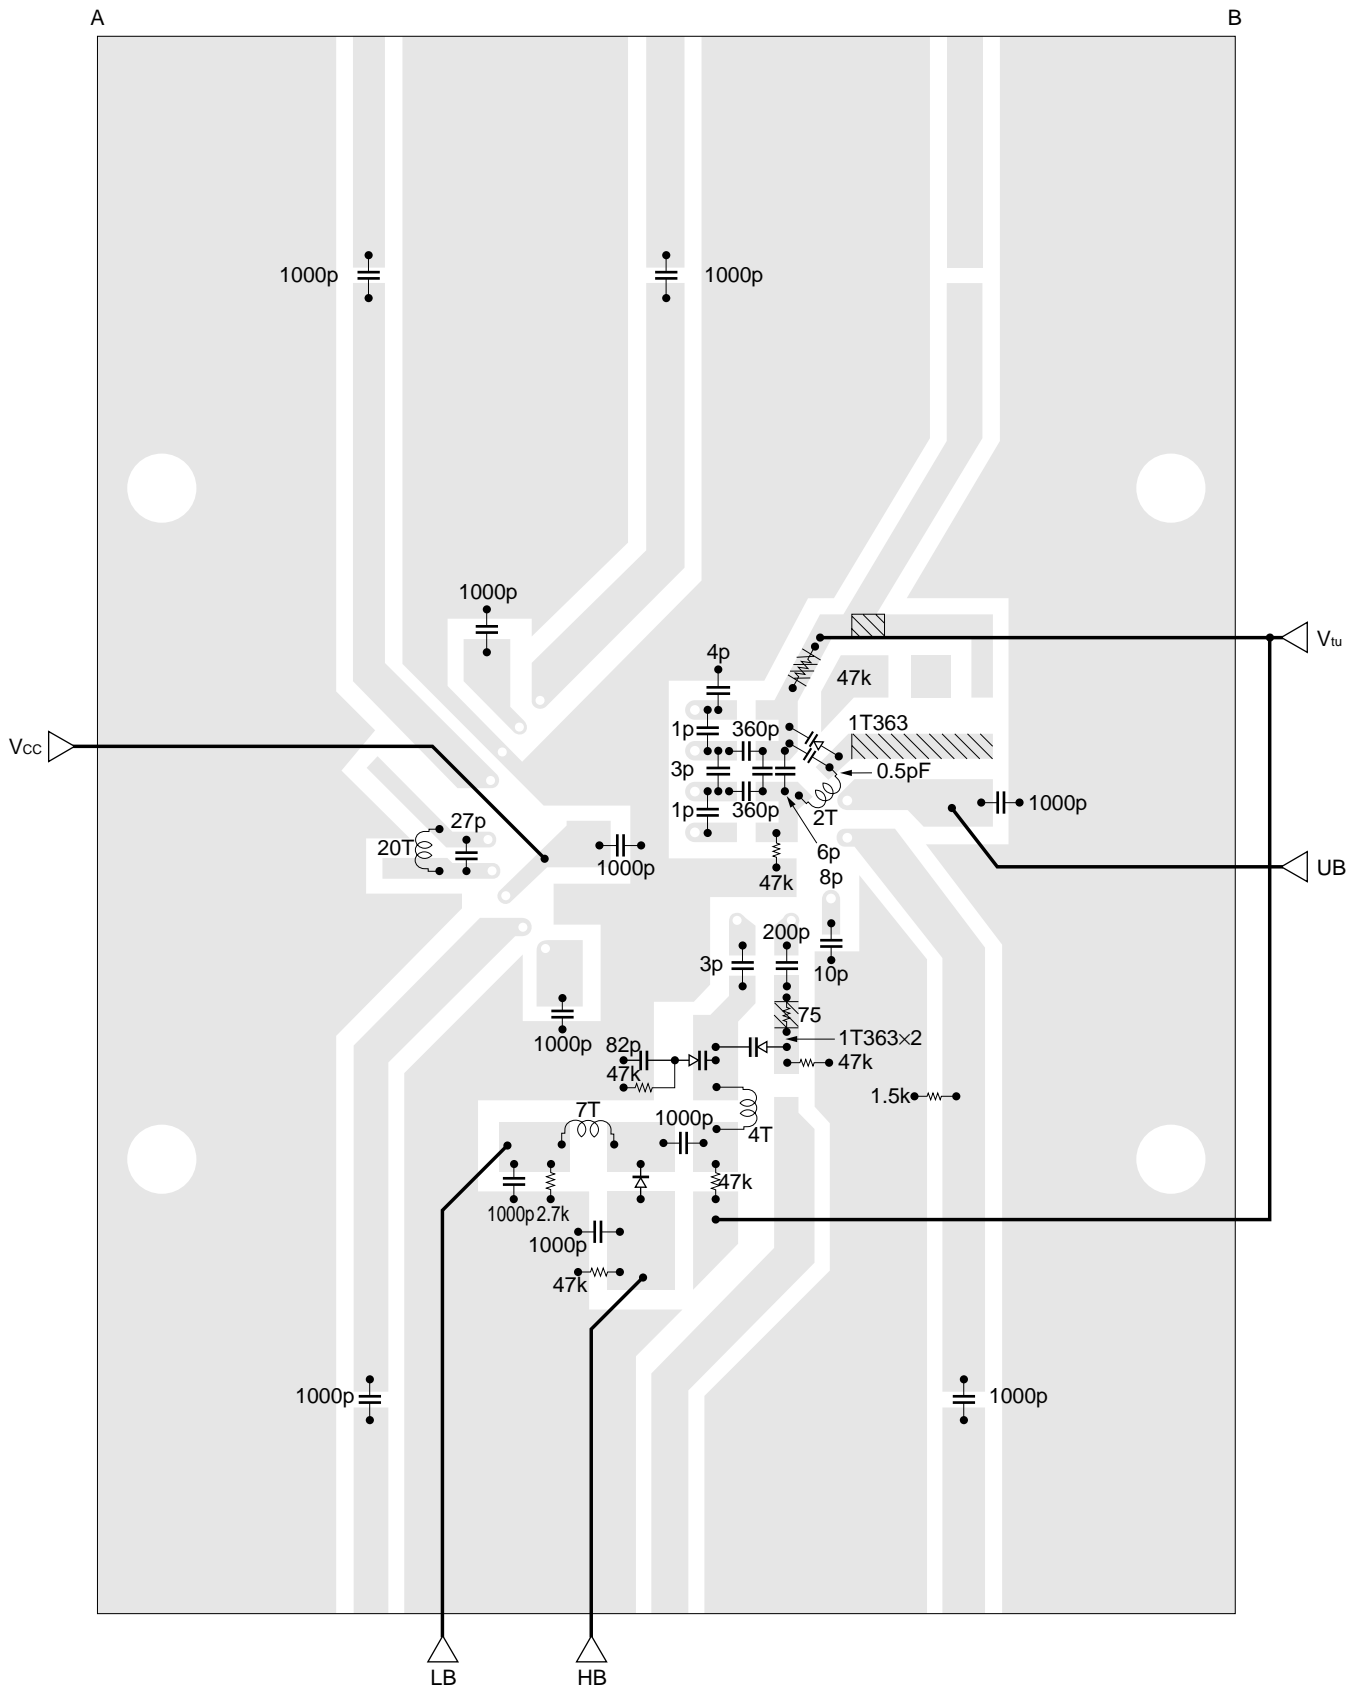 A B
1000p 1000p
1000p
4p
Vtu
47k
1p 360p 1T363
VCC
3p 0.5pF
1p 360p 2T 1000p
27p
20T
1000p
6p
47k
UB
8p
200p
3p 10p
75
1000p
82p 1T363×2
47k 47k
1.5k
7T
1000p 4T
47k
1000p 2.7k
1000p
47k
1000p 1000p
LB HB